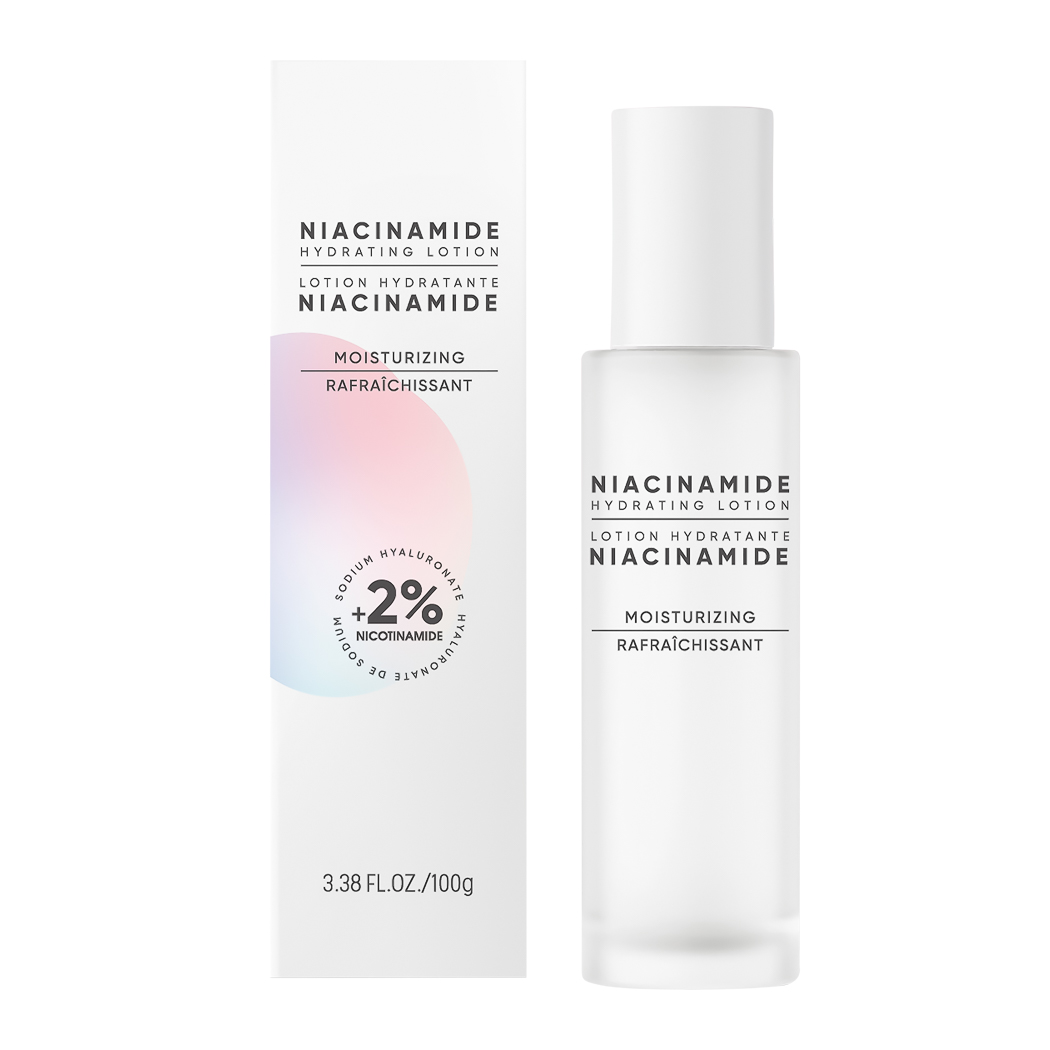 NIACINAMIDE
HYDRATING LOTION
LOTION HYDRATANTE
NIACINAMIDE
MOISTURIZING
RAFRAÎCHISSANT
SODIUM HYALURONATE
+2%
NICOTINAMIDE
HYALURONATE DE SODIUM
3.38 FL.OZ./100g
NIACINAMIDE
HYDRATING LOTION
LOTION HYDRATANTE
NIACINAMIDE
MOISTURIZING
RAFRAÎCHISSANT